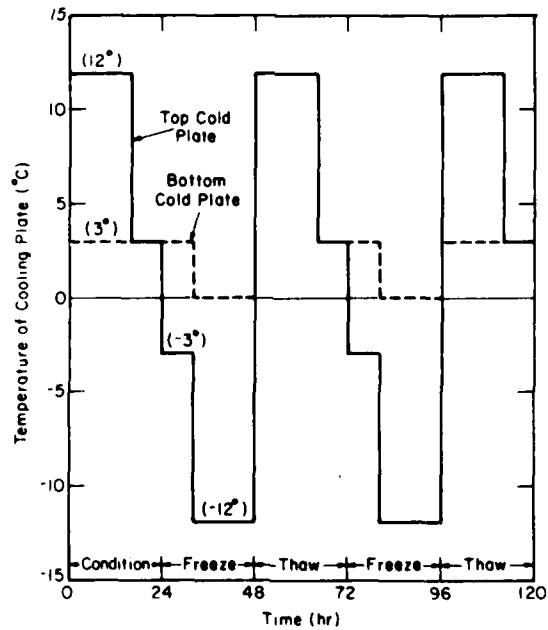 15
(12°)
Top Cold
Plate
10
Bottom
Cold Plate
5
(3°)
0
(-3°)
-5
-10
(-12°)
Condition Freeze Thaw Freeze Thaw
-15
0 24 48 72 96 120
Time (hr)
Temperature of Cooling Plate (°C)